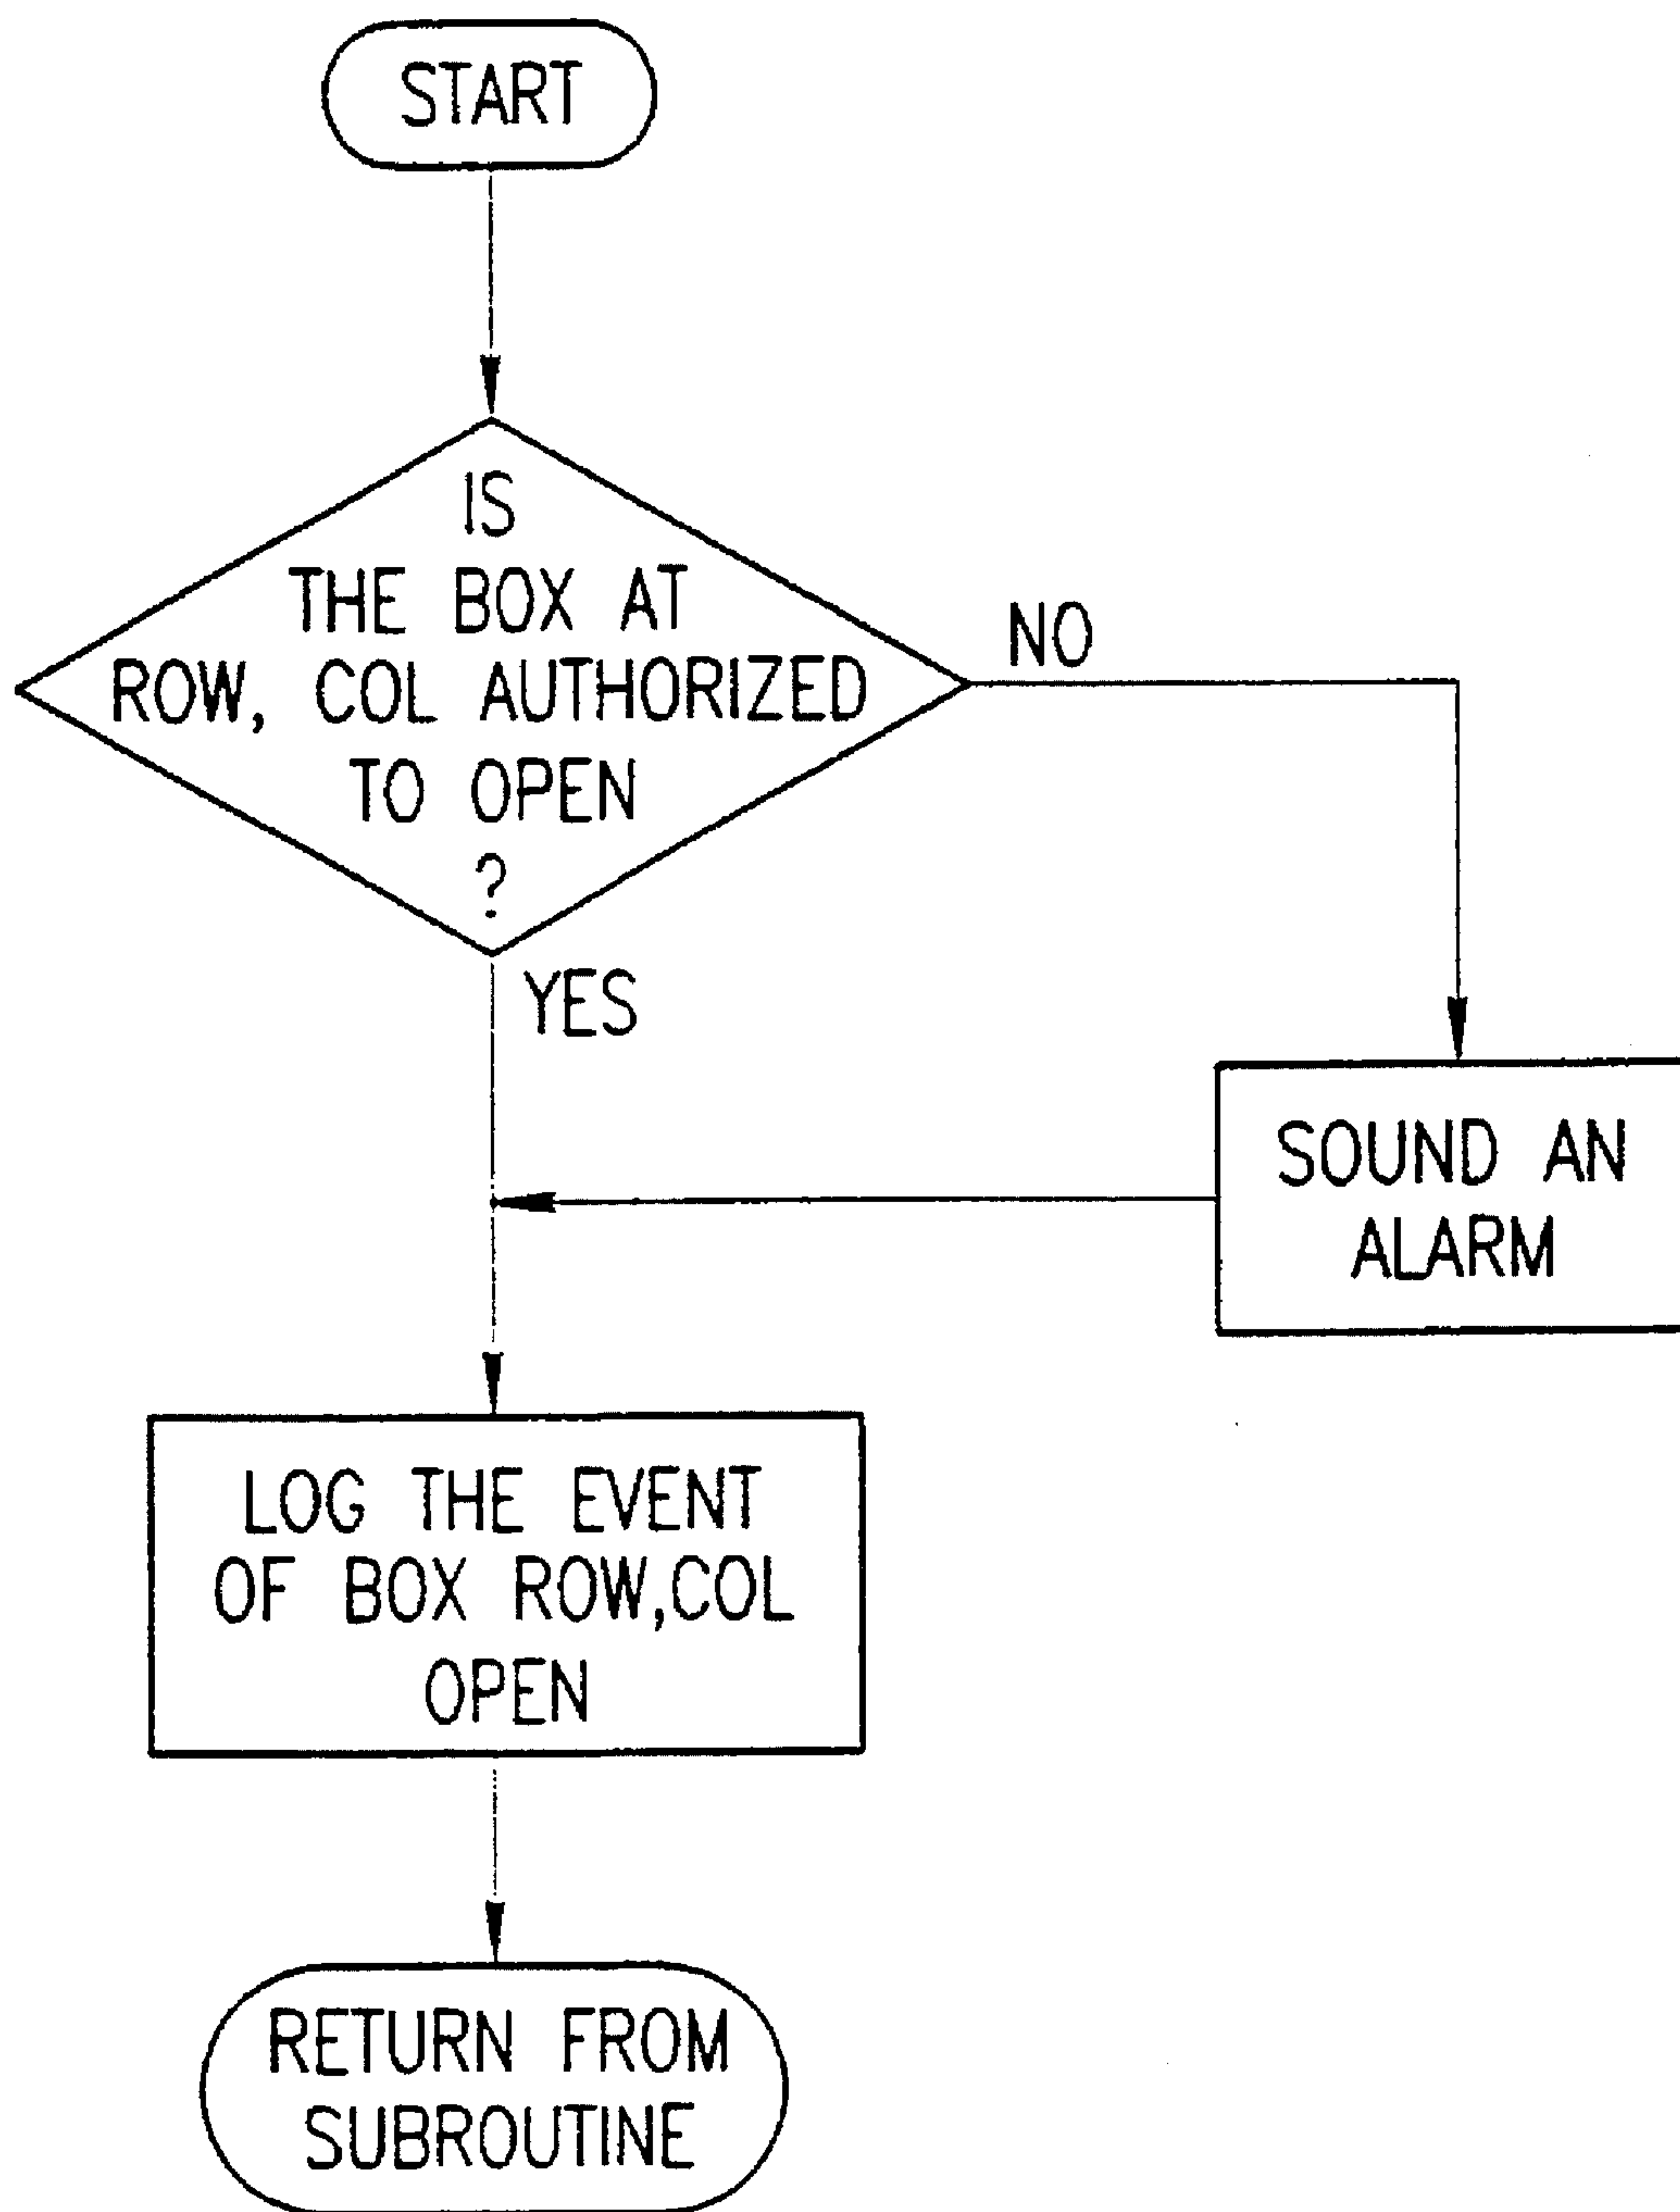 START
IS
THE BOX AT
ROW, COL AUTHORIZED
TO OPEN
?
NO
YES
SOUND AN
ALARM
LOG THE EVENT
OF BOX ROW,COL
OPEN
RETURN FROM
SUBROUTINE